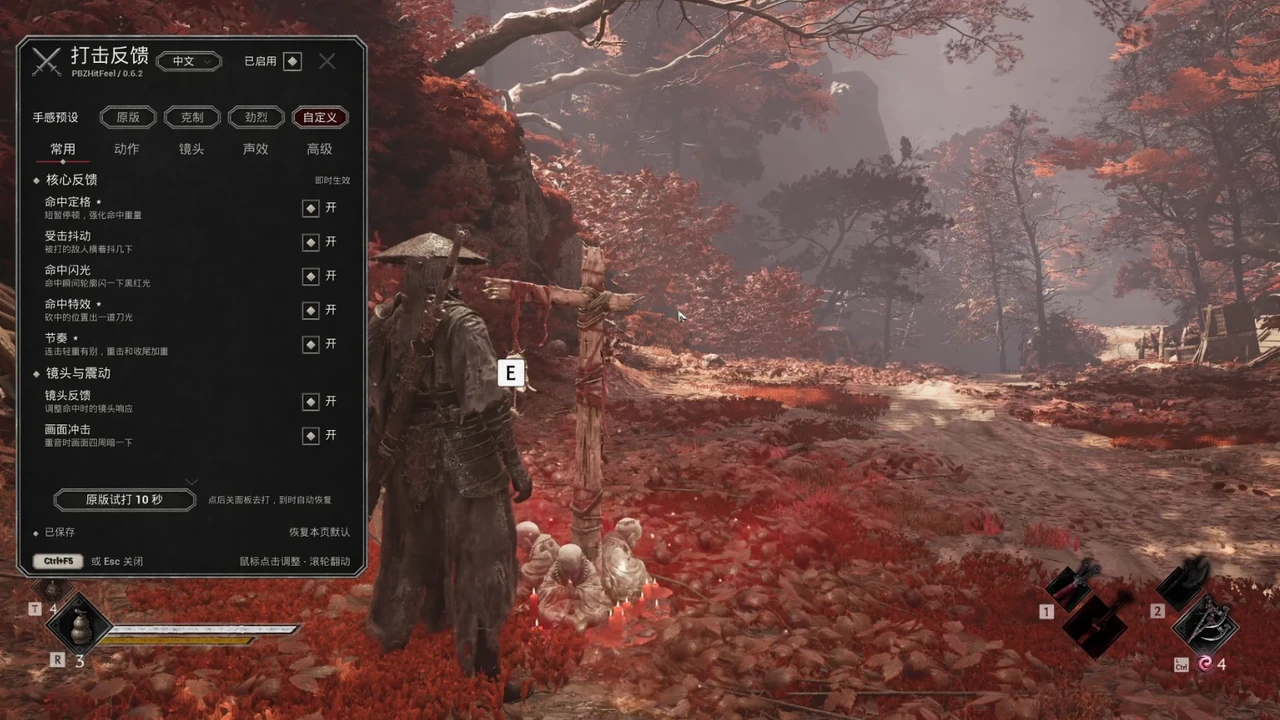 打击反馈
中文
已启用
PBZHitFeel / 0.6.2
手感预设
原版
克制
劲烈
自定义
常用
动作
镜头
声效
高级
核心反馈
即时生效
命中定格
短暂停顿，强化命中重量
开
受击抖动
被打的敌人横着抖几下
开
命中闪光
命中瞬间轮廓闪一下黑红光
开
命中特效
砍中的位置出一道刀光
开
节奏
连击轻重有别，重击和收尾加重
开
镜头与震动
镜头反馈
调整命中时的镜头响应
开
画面冲击
重音时画面四周暗一下
开
原版试打 10 秒
点后关面板去打，到时自动恢复
已保存
恢复本页默认
Ctrl+F5 或 Esc 关闭
鼠标点击调整 · 滚轮翻动
E
T 4
R 3
1
2
L Ctrl
4